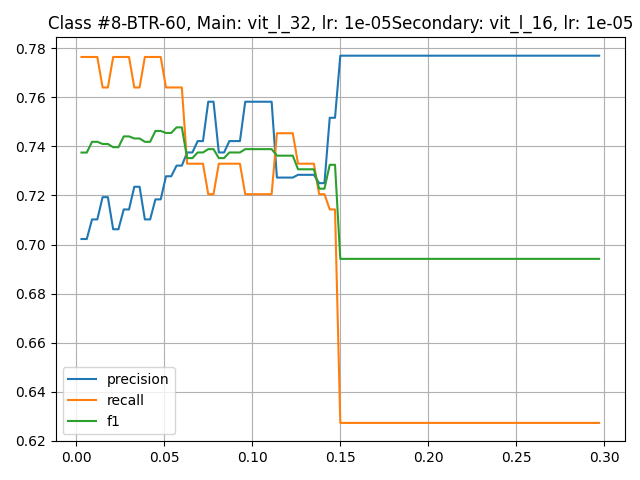 Class #8-BTR-60, Main: vit_l_32, lr: 1e-05Secondary: vit_l_16, lr: 1e-05
0.78
0.76
0.74
0.72
0.70
0.68
0.66
0.64
0.62
precision
recall
f1
0.00 0.05 0.10 0.15 0.20 0.25 0.30